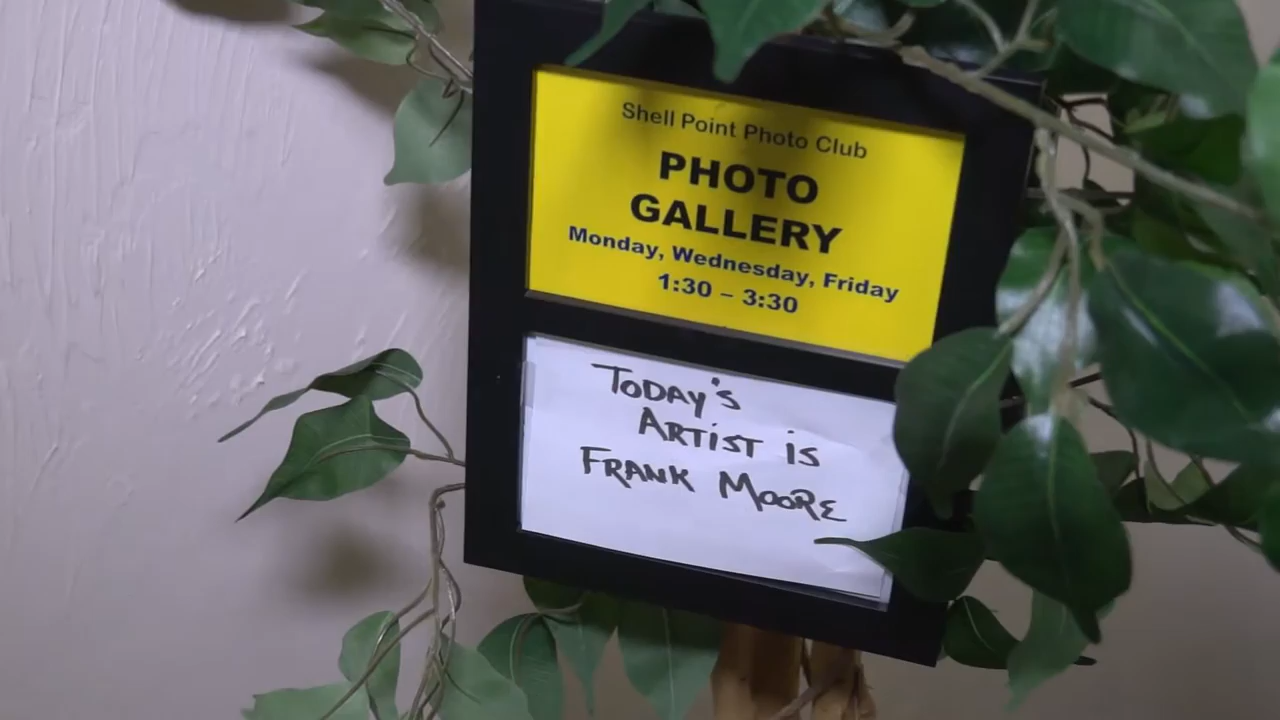 Shell Point Photo Club
PHOTO
GALLERY
Monday, Wednesday, Friday
1:30 – 3:30
TODAY'S
ARTIST IS
FRANK MOORE